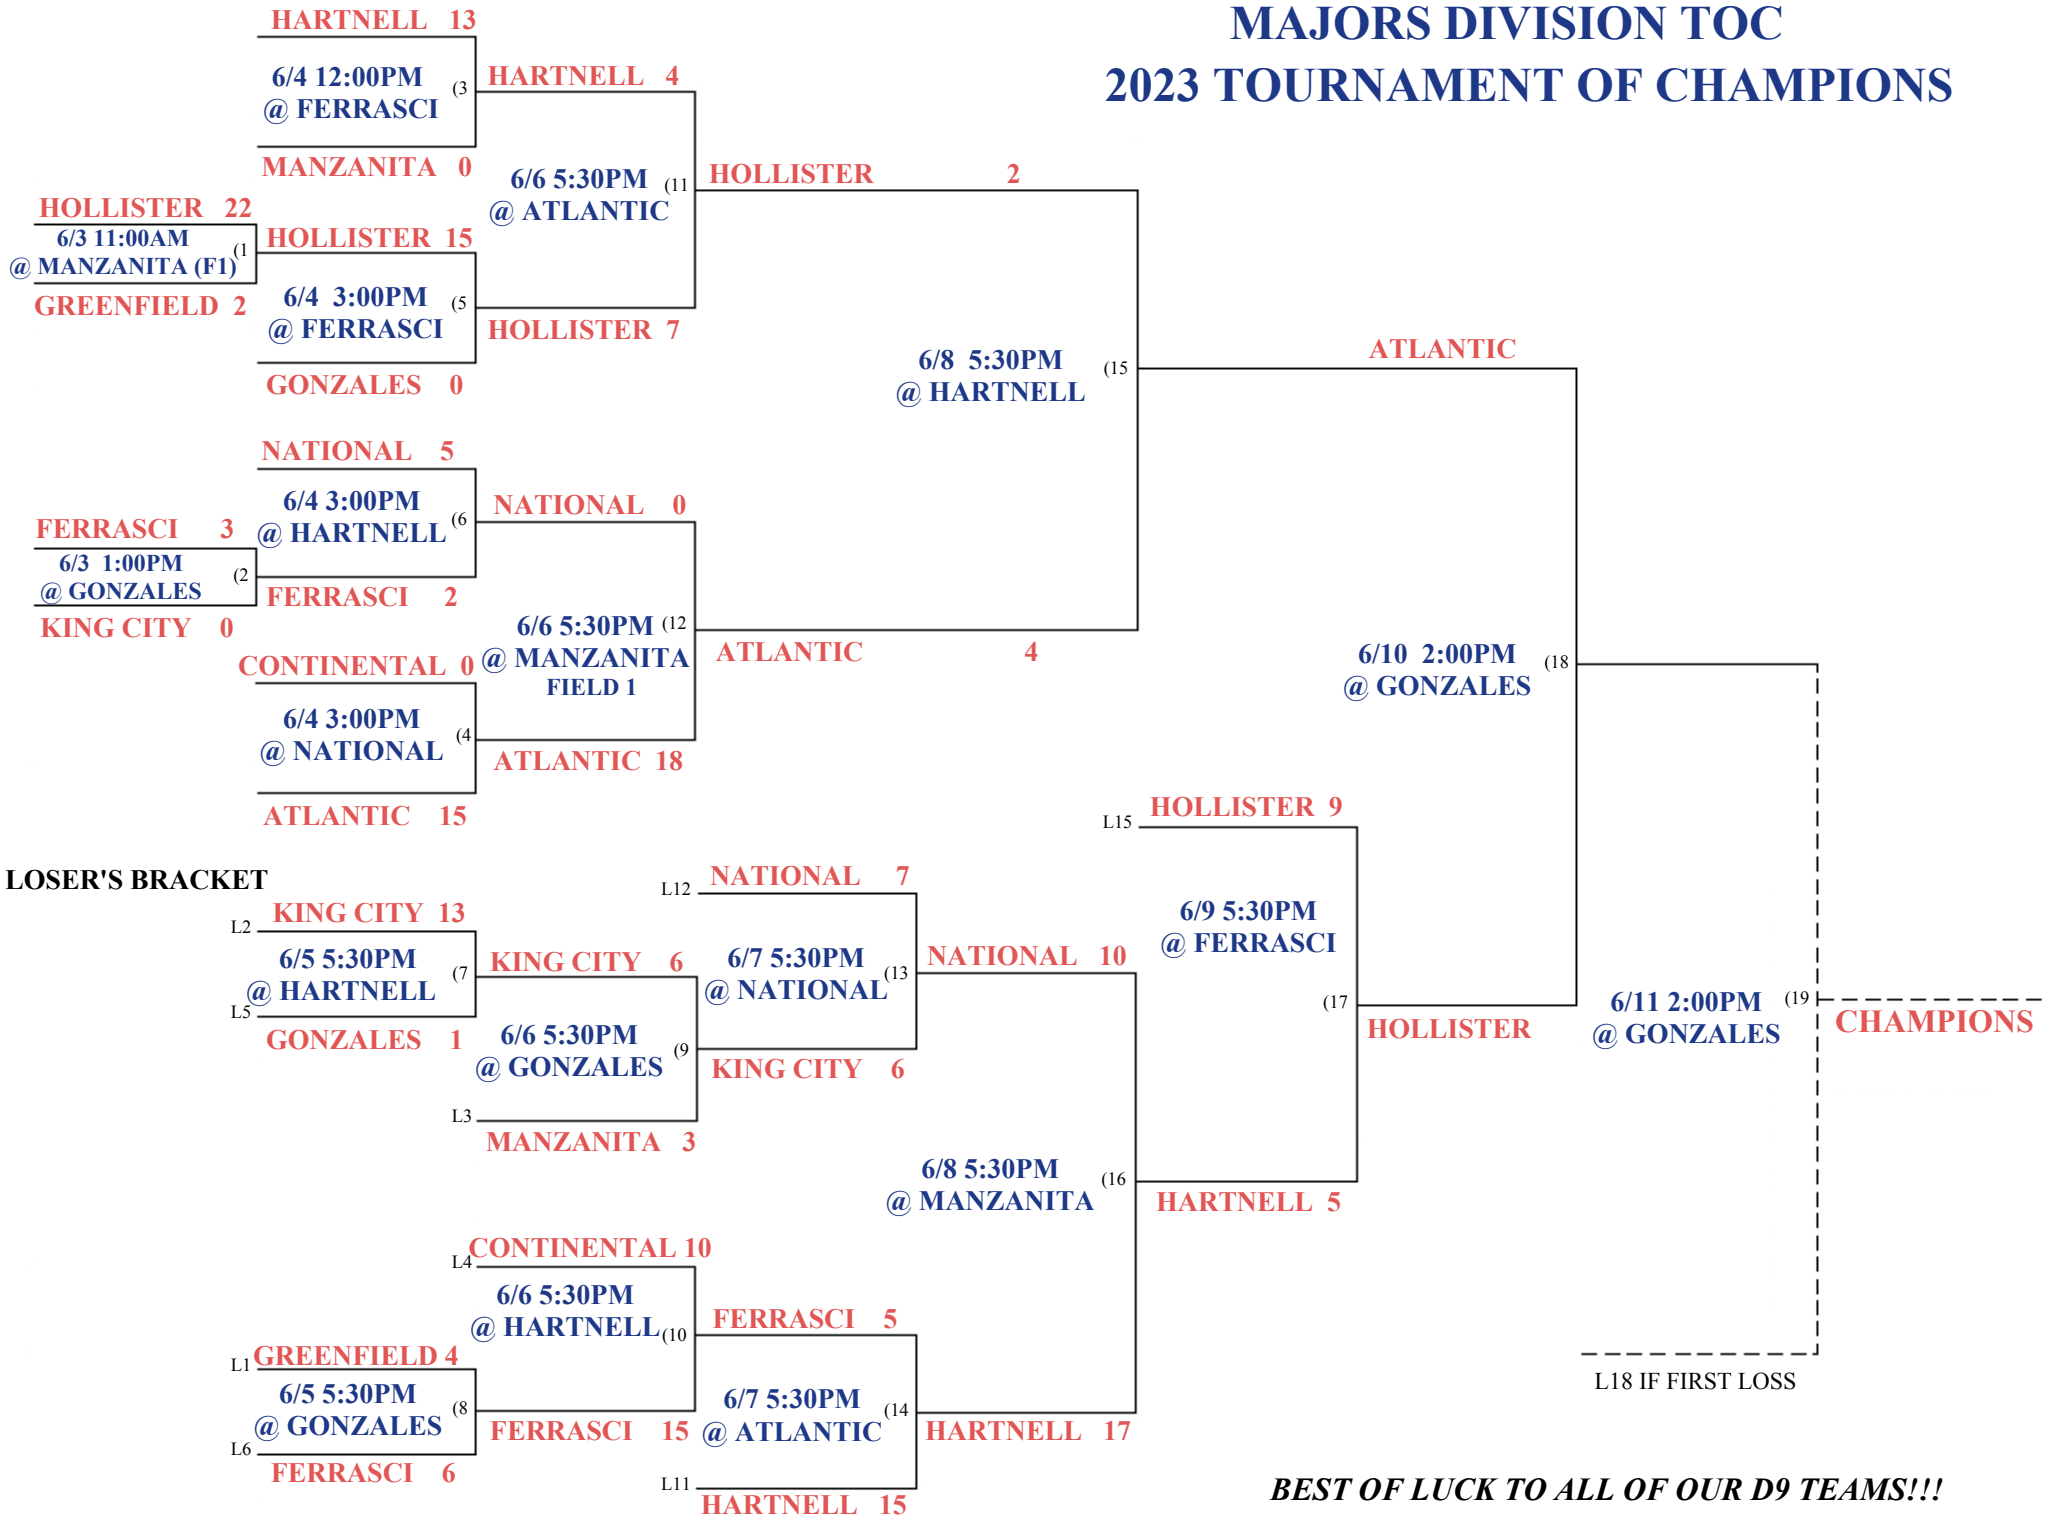 MAJORS DIVISION TOC
2023 TOURNAMENT OF CHAMPIONS
HARTNELL 13
6/4 12:00PM
@ FERRASCI
(3
MANZANITA 0
HARTNELL 4
6/6 5:30PM
@ ATLANTIC
(11
HOLLISTER 22
6/3 11:00AM
@ MANZANITA (F1)
(1
GREENFIELD 2
HOLLISTER 15
6/4 3:00PM
@ FERRASCI
(5
GONZALES 0
HOLLISTER 7
HOLLISTER 2
6/8 5:30PM
@ HARTNELL
(15
NATIONAL 5
6/4 3:00PM
@ HARTNELL
(6
FERRASCI 3
6/3 1:00PM
@ GONZALES
(2
KING CITY 0
FERRASCI 2
NATIONAL 0
6/6 5:30PM
@ MANZANITA
FIELD 1
(12
CONTINENTAL 0
6/4 3:00PM
@ NATIONAL
(4
ATLANTIC 15
ATLANTIC 18
ATLANTIC 4
ATLANTIC
6/10 2:00PM
@ GONZALES
(18
LOSER'S BRACKET
L2
KING CITY 13
6/5 5:30PM
@ HARTNELL
(7
L5
GONZALES 1
KING CITY 6
6/6 5:30PM
@ GONZALES
(9
L3
MANZANITA 3
L12
NATIONAL 7
6/7 5:30PM
@ NATIONAL
(13
KING CITY 6
NATIONAL 10
6/8 5:30PM
@ MANZANITA
(16
L15
HOLLISTER 9
6/9 5:30PM
@ FERRASCI
(17
HARTNELL 5
HOLLISTER
6/11 2:00PM
@ GONZALES
(19
CHAMPIONS
L4
CONTINENTAL 10
6/6 5:30PM
@ HARTNELL
(10
L1
GREENFIELD 4
6/5 5:30PM
@ GONZALES
(8
L6
FERRASCI 6
FERRASCI 15
FERRASCI 5
6/7 5:30PM
@ ATLANTIC
(14
L11
HARTNELL 15
HARTNELL 17
L18 IF FIRST LOSS
BEST OF LUCK TO ALL OF OUR D9 TEAMS!!!